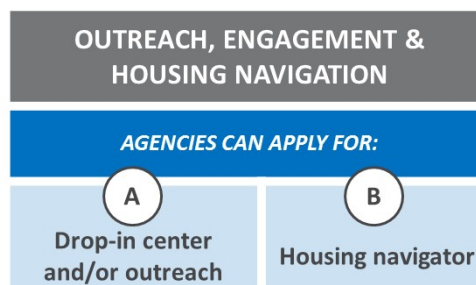 OUTREACH, ENGAGEMENT &
HOUSING NAVIGATION
AGENCIES CAN APPLY FOR:
A
Drop-in center
and/or outreach
B
Housing navigator